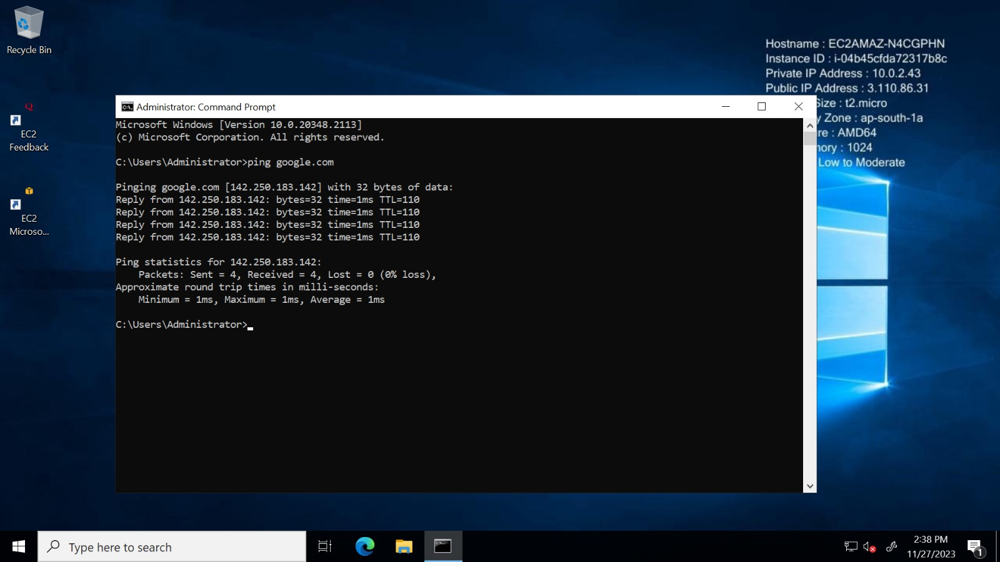 Recycle Bin
EC2
Feedback
EC2
Microso...
Hostname : EC2AMAZ-N4CGPHN
Instance ID : i-04b45cfda72317b8c
Private IP Address : 10.0.2.43
Public IP Address : 3.110.86.31
Size : t2.micro
y Zone : ap-south-1a
re : AMD64
ory : 1024
Low to Moderate
Administrator: Command Prompt
Microsoft Windows [Version 10.0.20348.2113]
(c) Microsoft Corporation. All rights reserved.
C:\Users\Administrator>ping google.com
Pinging google.com [142.250.183.142] with 32 bytes of data:
Reply from 142.250.183.142: bytes=32 time=1ms TTL=110
Reply from 142.250.183.142: bytes=32 time=1ms TTL=110
Reply from 142.250.183.142: bytes=32 time=1ms TTL=110
Reply from 142.250.183.142: bytes=32 time=1ms TTL=110
Ping statistics for 142.250.183.142:
Packets: Sent = 4, Received = 4, Lost = 0 (0% loss),
Approximate round trip times in milli-seconds:
Minimum = 1ms, Maximum = 1ms, Average = 1ms
C:\Users\Administrator>
Type here to search
2:38 PM
11/27/2023
1